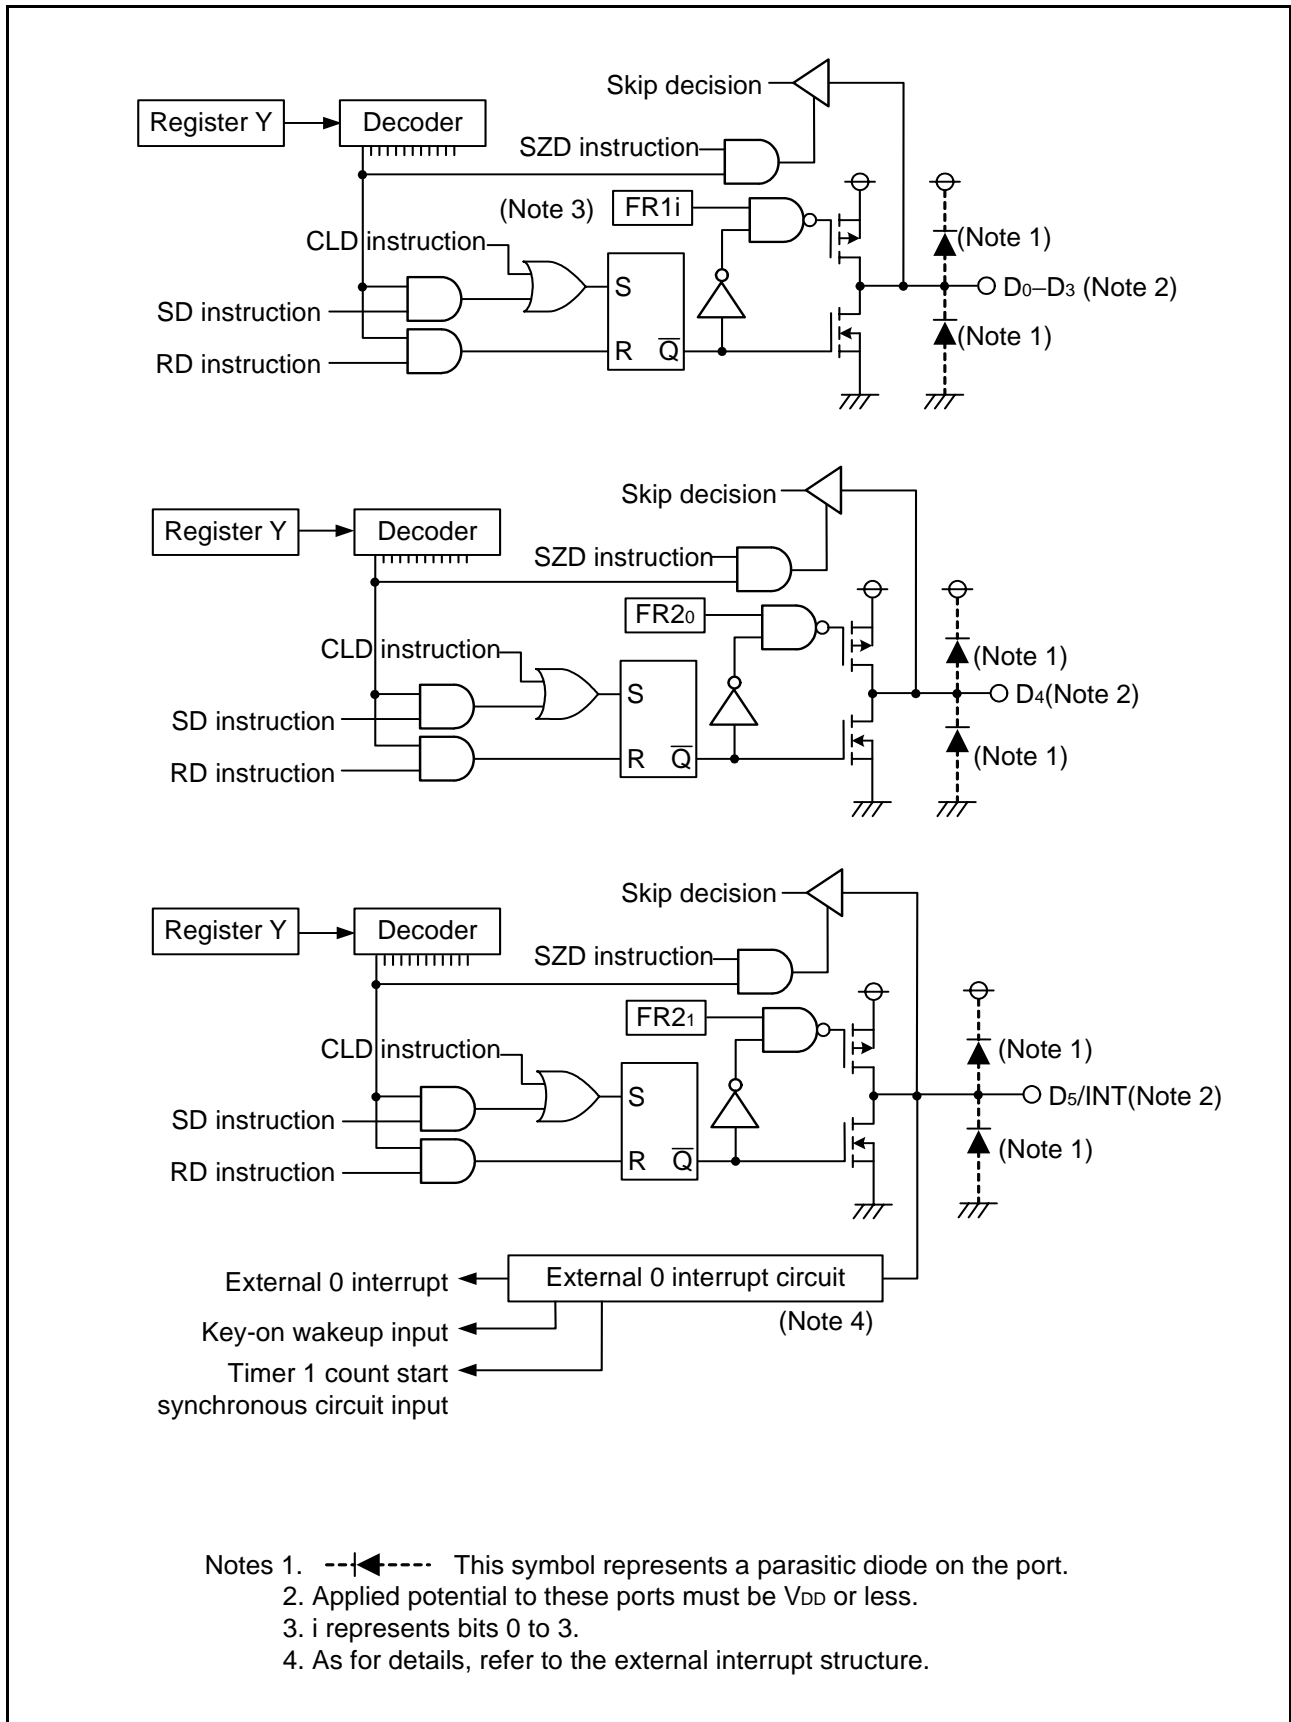 Skip decision
Register Y
Decoder
SZD instruction
(Note 3)
FR1i
CLD instruction
(Note 1)
S
D0–D3 (Note 2)
SD instruction
(Note 1)
R
Q
RD instruction
Skip decision
Register Y
Decoder
SZD instruction
FR20
CLD instruction
(Note 1)
S
D4(Note 2)
SD instruction
(Note 1)
R
Q
RD instruction
Skip decision
Register Y
Decoder
SZD instruction
FR21
CLD instruction
(Note 1)
S
D5/INT(Note 2)
SD instruction
(Note 1)
R
Q
RD instruction
External 0 interrupt
External 0 interrupt circuit
(Note 4)
Key-on wakeup input
Timer 1 count start
synchronous circuit input
Notes 1. This symbol represents a parasitic diode on the port.
2. Applied potential to these ports must be VDD or less.
3. i represents bits 0 to 3.
4. As for details, refer to the external interrupt structure.